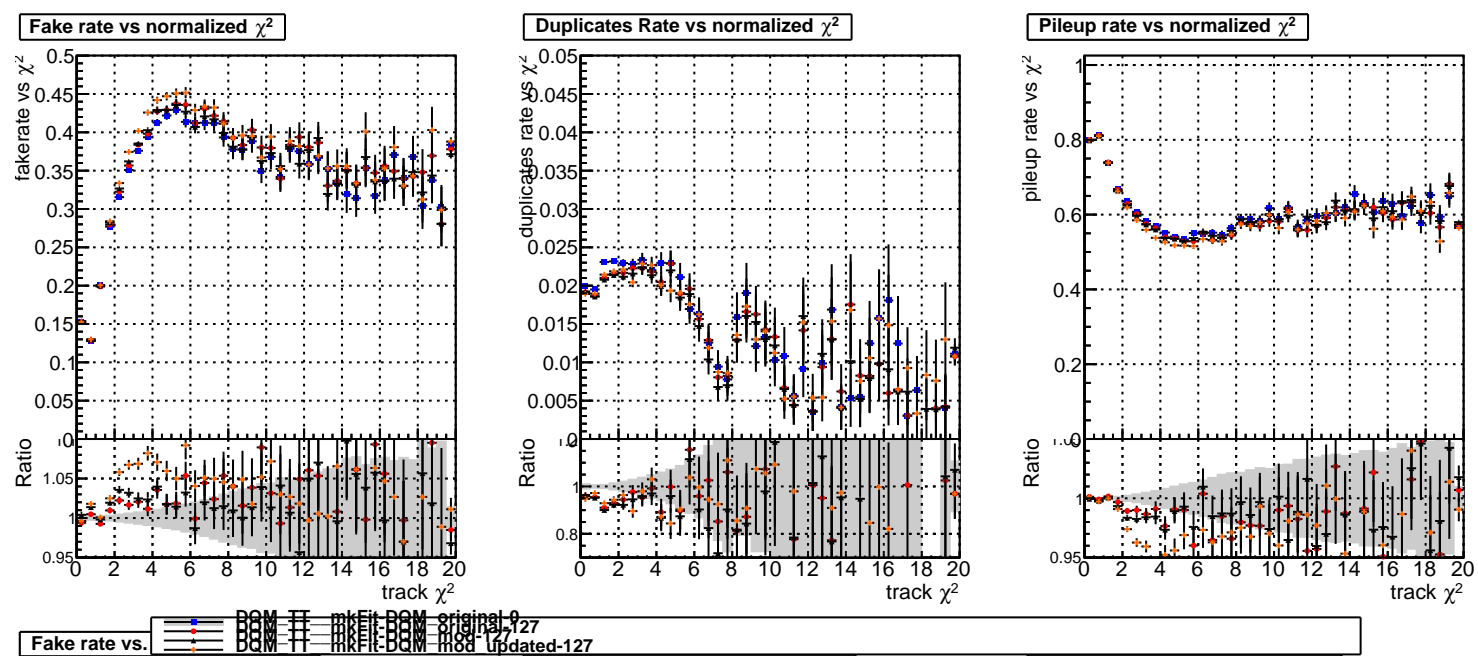 Fake rate vs normalized χ²
fakerate vs χ²
0.5
0.45
0.4
0.35
0.3
0.25
0.2
0.15
0.1
0.05
0
Ratio
1.05
1
0.95
0 2 4 6 8 10 12 14 16 18 20
track χ²
Duplicates Rate vs normalized χ²
duplicates rate vs χ²
0.05
0.045
0.04
0.035
0.03
0.025
0.02
0.015
0.01
0.005
0
Ratio
1
0.8
0 2 4 6 8 10 12 14 16 18 20
track χ²
Pileup rate vs normalized χ²
pileup rate vs χ²
1
0.8
0.6
0.4
0.2
0
Ratio
1
0.95
0 2 4 6 8 10 12 14 16 18 20
track χ²
DQM_TT__mkFit-DQM_original-0
DQM_TT__mkFit-DQM_original-127
DQM_TT__mkFit-DQM_mod-127
DQM_TT__mkFit-DQM_mod_updated-127
Fake rate vs.